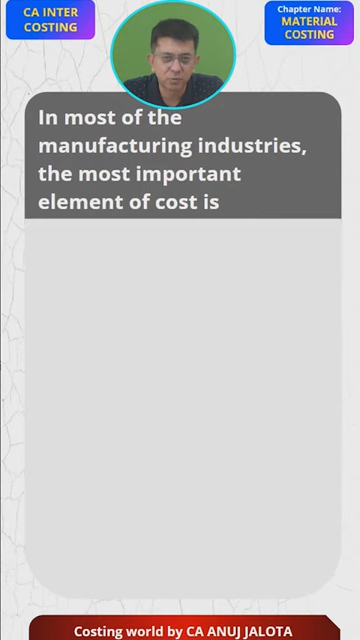 CA INTER
COSTING
Chapter Name:
MATERIAL
COSTING
In most of the
manufacturing industries,
the most important
element of cost is
Costing world by CA ANUJ JALOTA